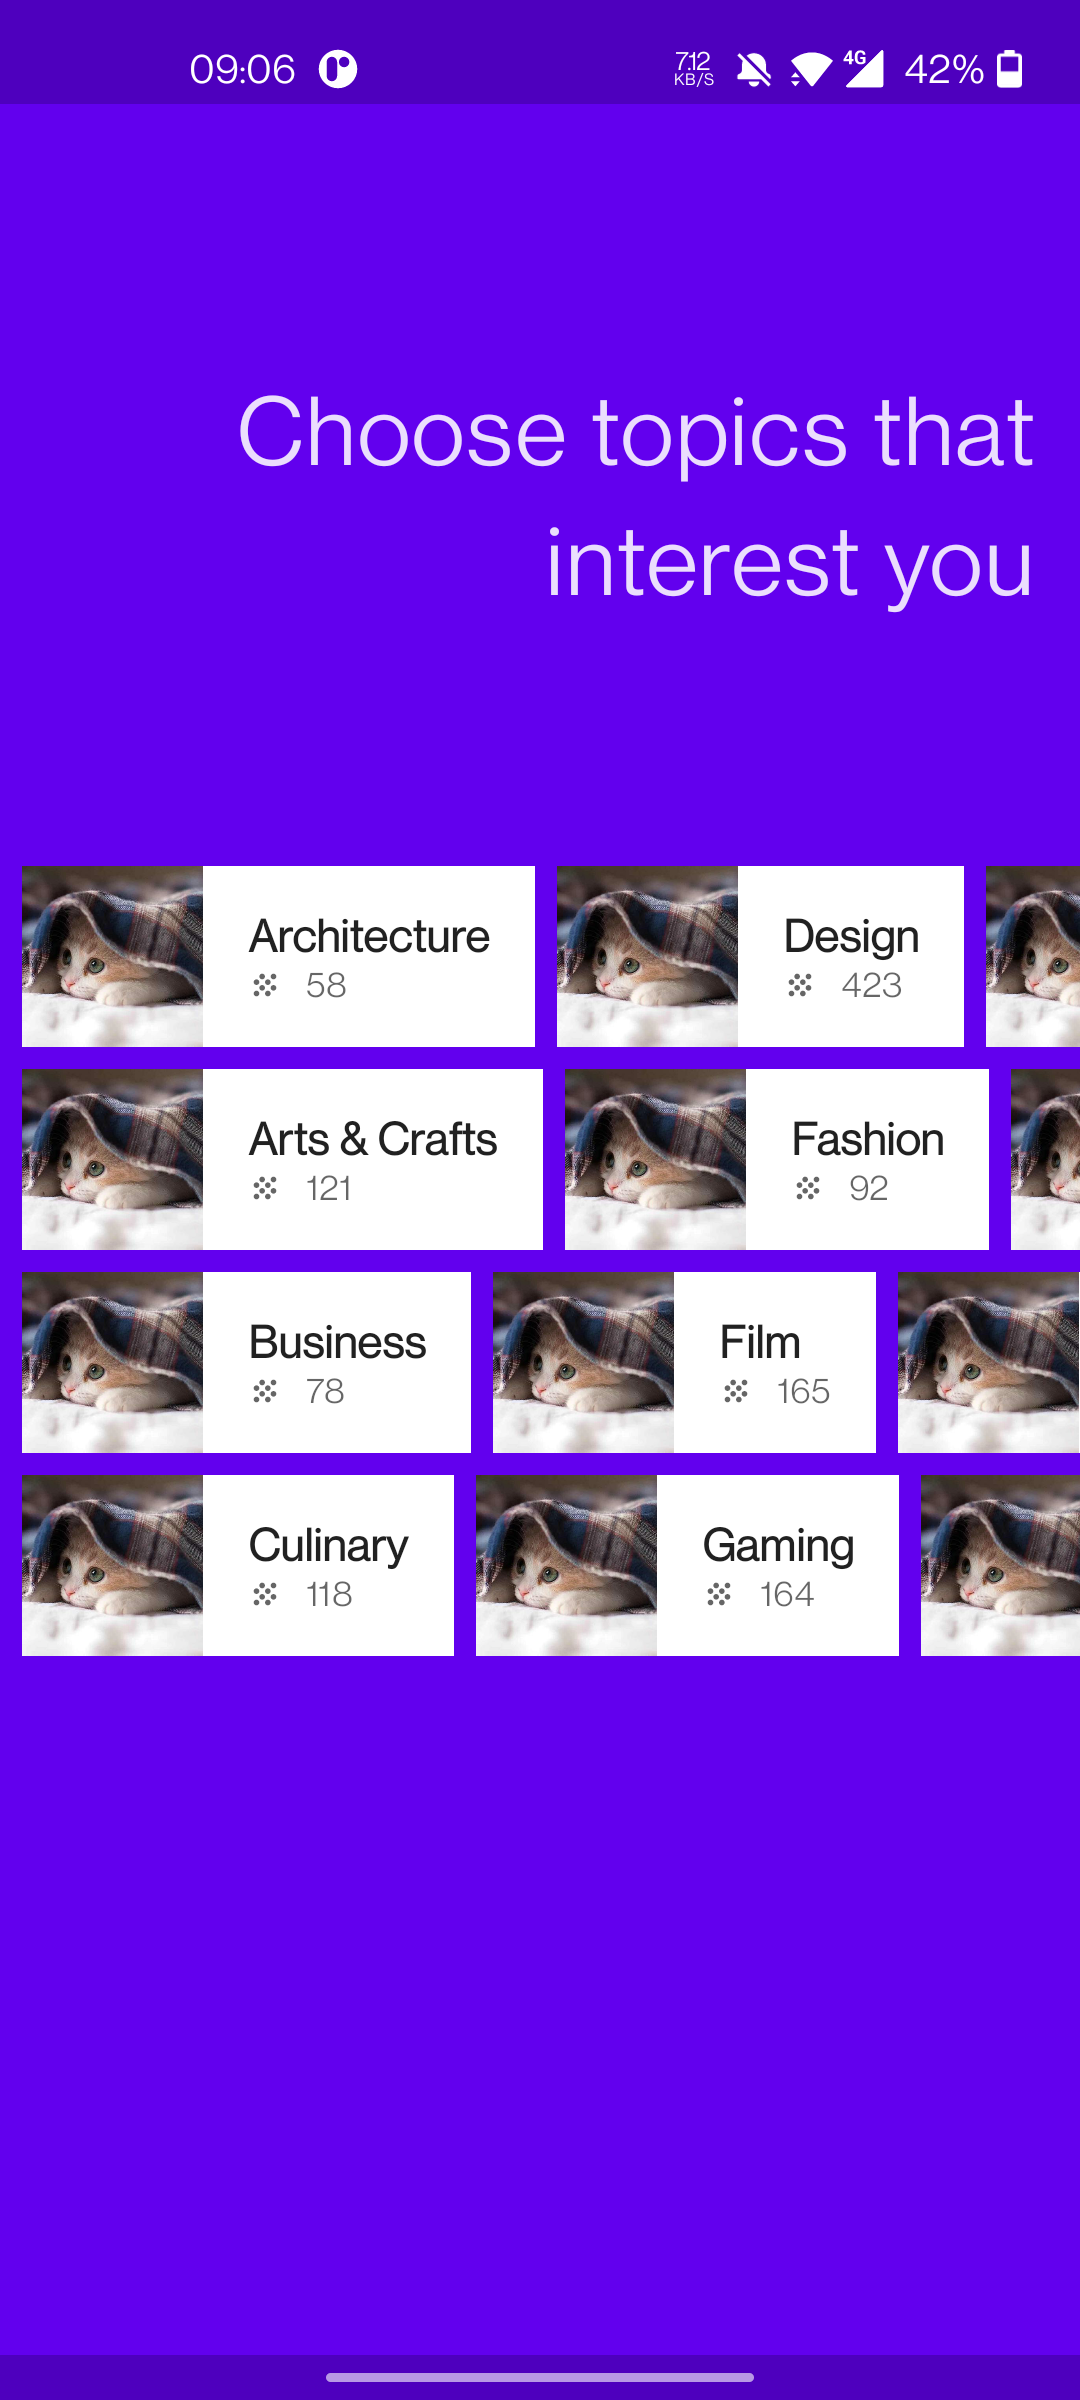 09:06
7.12
KB/S
4G
42%
Choose topics that
interest you
Architecture
58
Design
423
Arts & Crafts
121
Fashion
92
Business
78
Film
165
Culinary
118
Gaming
164